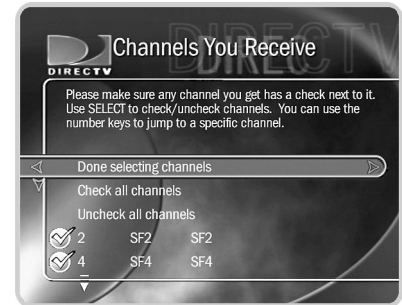 DIRECTV
Channels You Receive
DIRECTV
Please make sure any channel you get has a check next to it.
Use SELECT to check/uncheck channels. You can use the
number keys to jump to a specific channel.
Done selecting channels
Check all channels
Uncheck all channels
2 SF2 SF2
4 SF4 SF4